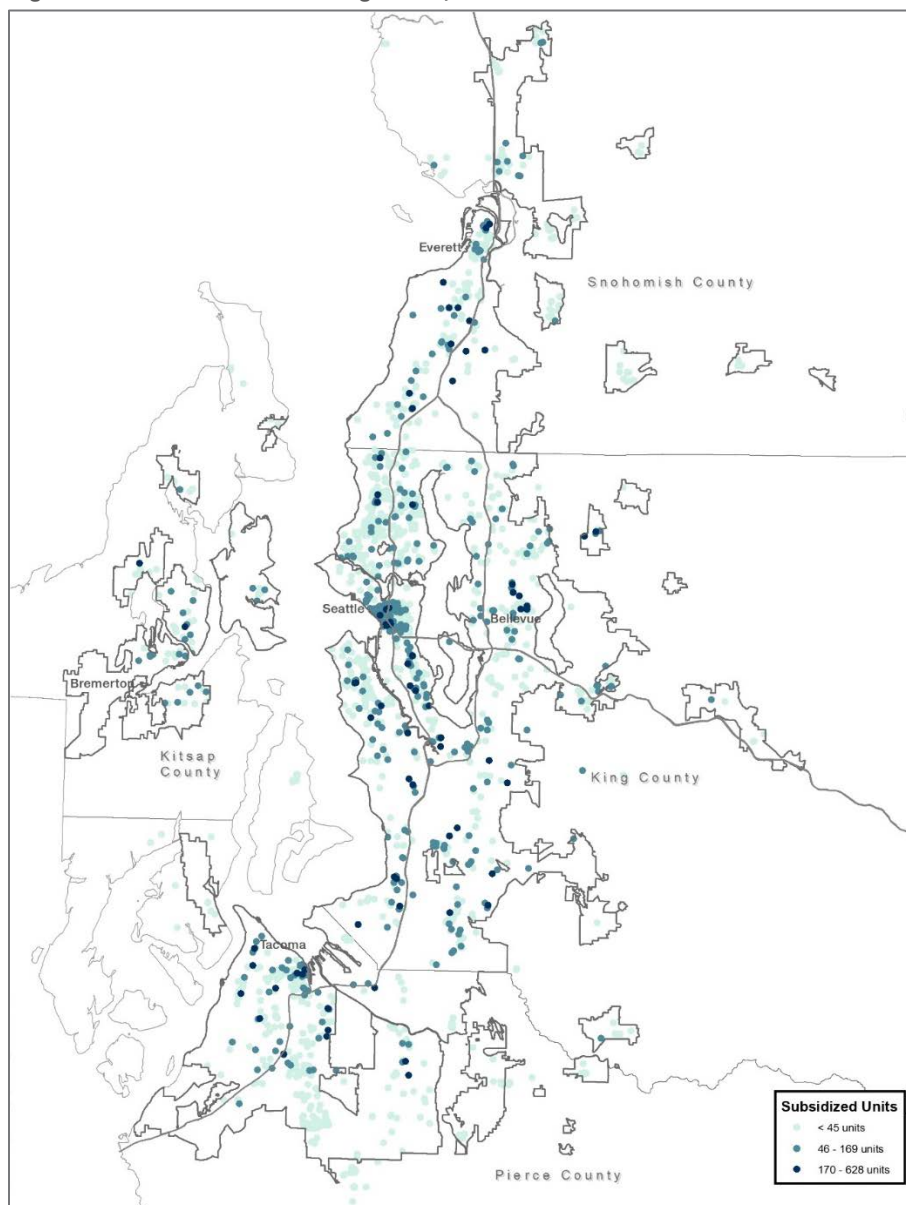 Everett
Snohomish County
Seattle
Bellevue
Bremerton
Kitsap
County
King County
Tacoma
Subsidized Units
< 45 units
46 - 169 units
170 - 628 units
Pierce County